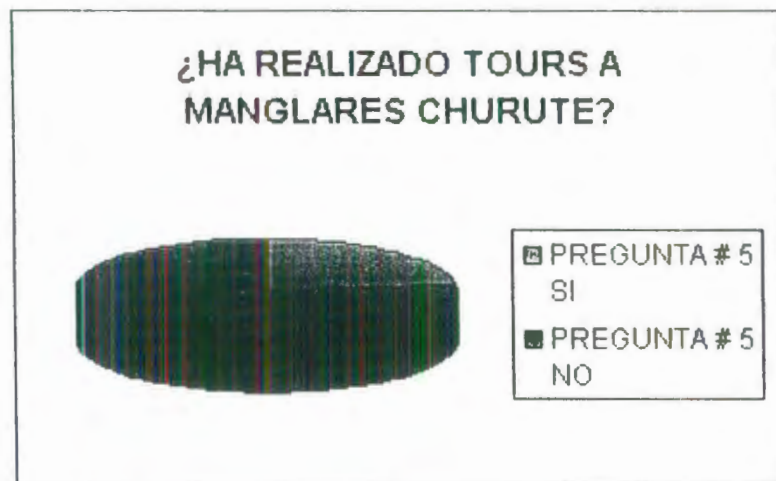 ¿HA REALIZADO TOURS A
MANGLARES CHURUTE?
PREGUNTA # 5
SI
PREGUNTA # 5
NO